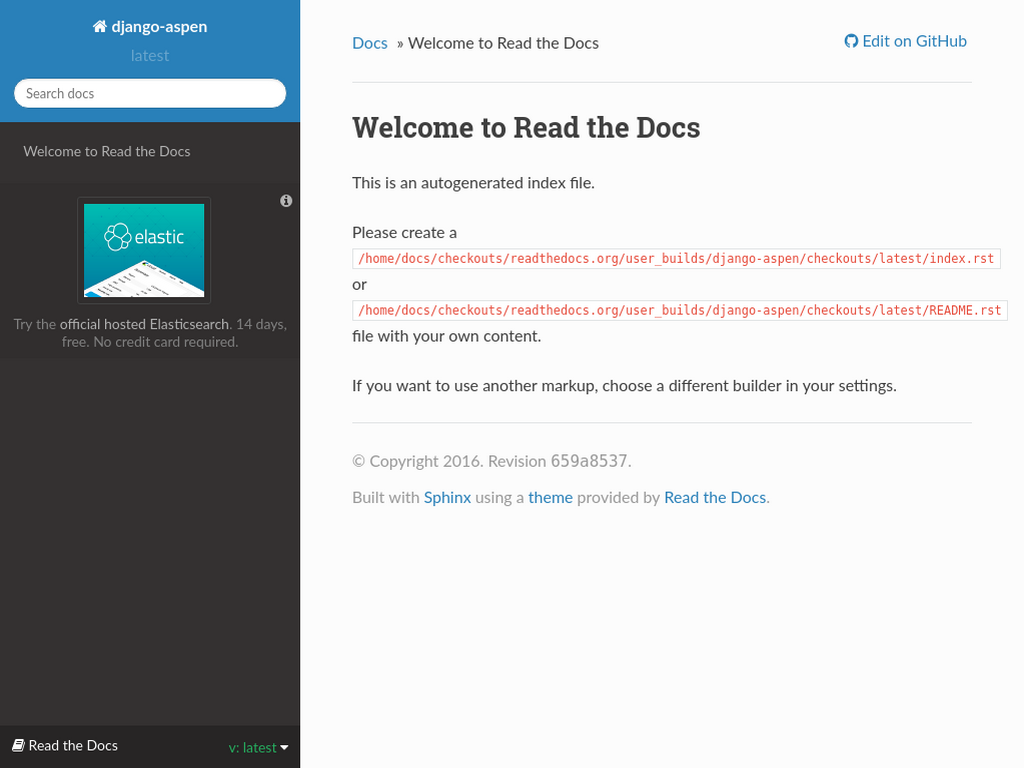 django-aspen
latest
Search docs
Welcome to Read the Docs
elastic
Try the official hosted Elasticsearch. 14 days,
free. No credit card required.
Read the Docs
v: latest
Docs » Welcome to Read the Docs
Edit on GitHub
Welcome to Read the Docs
This is an autogenerated index file.
Please create a
/home/docs/checkouts/readthedocs.org/user_builds/django-aspen/checkouts/latest/index.rst
or
/home/docs/checkouts/readthedocs.org/user_builds/django-aspen/checkouts/latest/README.rst
file with your own content.
If you want to use another markup, choose a different builder in your settings.
© Copyright 2016. Revision 659a8537.
Built with Sphinx using a theme provided by Read the Docs.